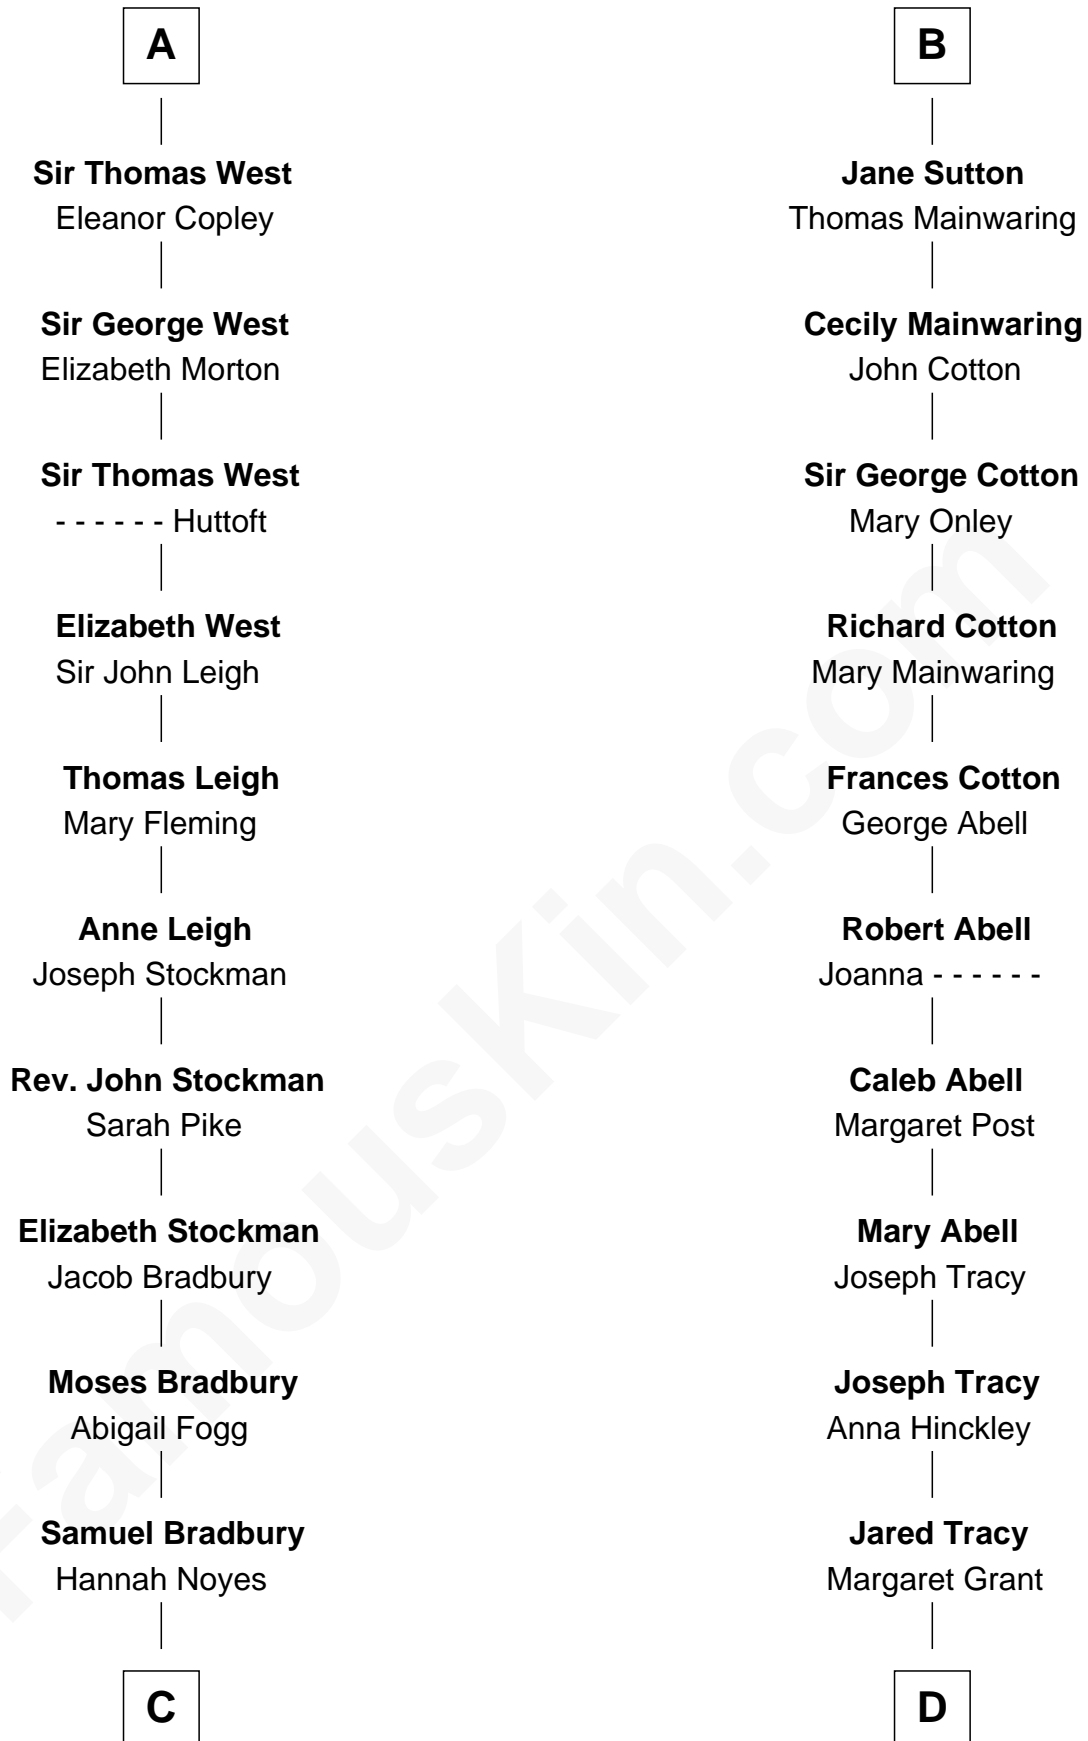 A
Sir Thomas West
Eleanor Copley
Sir George West
Elizabeth Morton
Sir Thomas West
- - - - - - Huttoft
Elizabeth West
Sir John Leigh
Thomas Leigh
Mary Fleming
Anne Leigh
Joseph Stockman
Rev. John Stockman
Sarah Pike
Elizabeth Stockman
Jacob Bradbury
Moses Bradbury
Abigail Fogg
Samuel Bradbury
Hannah Noyes
C
B
Jane Sutton
Thomas Mainwaring
Cecily Mainwaring
John Cotton
Sir George Cotton
Mary Onley
Richard Cotton
Mary Mainwaring
Frances Cotton
George Abell
Robert Abell
Joanna - - - - - -
Caleb Abell
Margaret Post
Mary Abell
Joseph Tracy
Joseph Tracy
Anna Hinckley
Jared Tracy
Margaret Grant
D
FamousKin.com